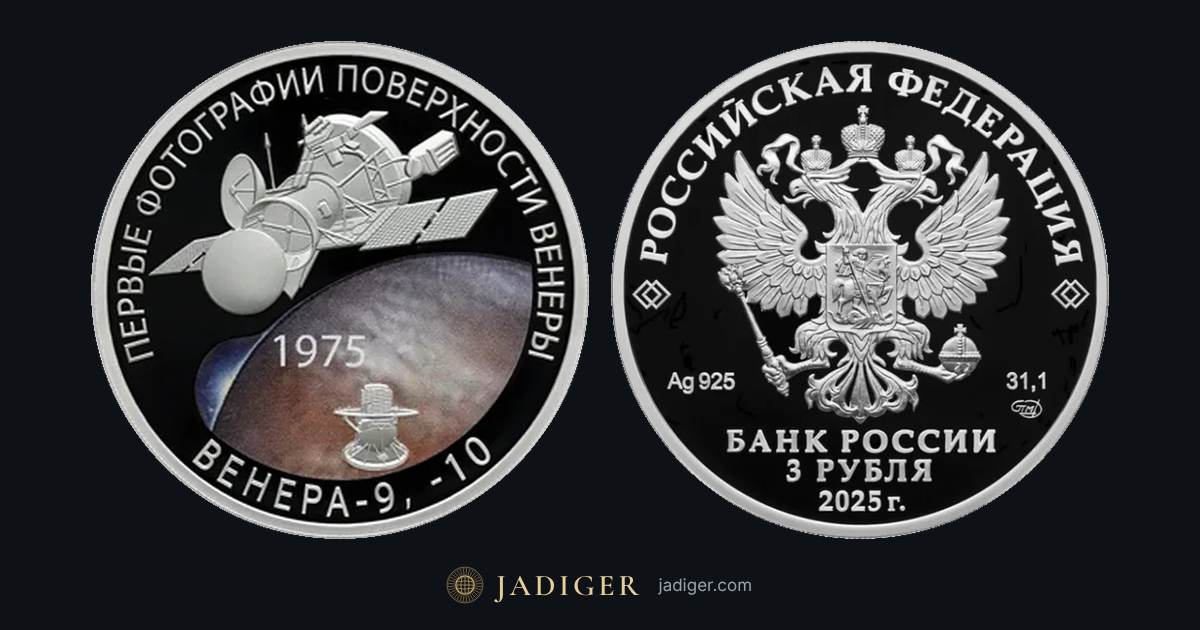 ПЕРВЫЕ ФОТОГРАФИИ ПОВЕРХНОСТИ ВЕНЕРЫ
1975
ВЕНЕРА-9, -10
РОССИЙСКАЯ ФЕДЕРАЦИЯ
Ag 925
31,1
СПМД
БАНК РОССИИ
3 РУБЛЯ
2025 г.
JADIGER
jadiger.com